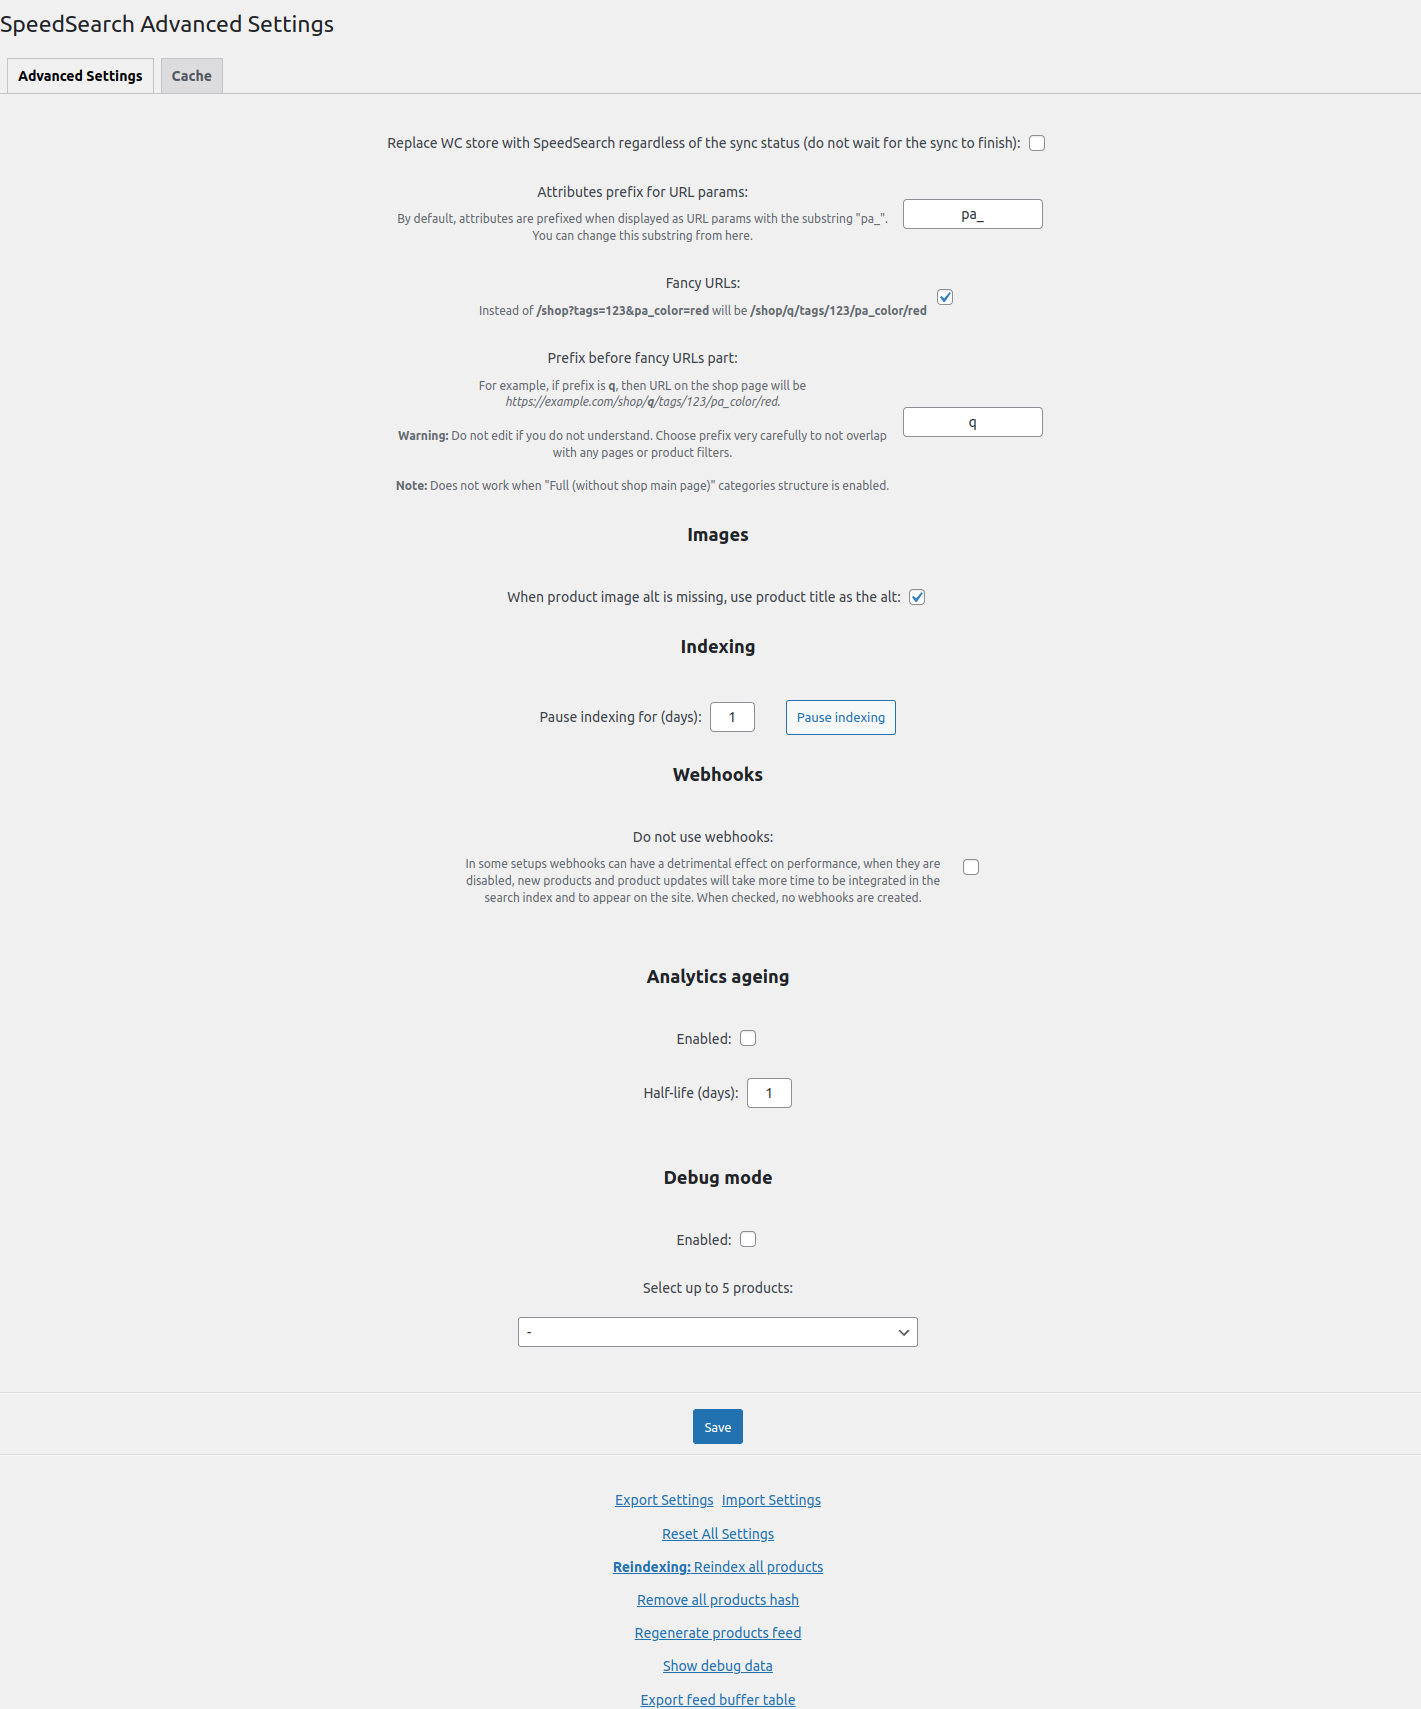 SpeedSearch Advanced Settings
Advanced Settings
Cache
Replace WC store with SpeedSearch regardless of the sync status (do not wait for the sync to finish):
Attributes prefix for URL params:
By default, attributes are prefixed when displayed as URL params with the substring "pa_".
You can change this substring from here.
pa_
Fancy URLs:
Instead of /shop?tags=123&pa_color=red will be /shop/q/tags/123/pa_color/red
Prefix before fancy URLs part:
For example, if prefix is q, then URL on the shop page will be
https://example.com/shop/q/tags/123/pa_color/red.
Warning: Do not edit if you do not understand. Choose prefix very carefully to not overlap
with any pages or product filters.
Note: Does not work when "Full (without shop main page)" categories structure is enabled.
q
Images
When product image alt is missing, use product title as the alt:
Indexing
Pause indexing for (days): 1 Pause indexing
Webhooks
Do not use webhooks:
In some setups webhooks can have a detrimental effect on performance, when they are
disabled, new products and product updates will take more time to be integrated in the
search index and to appear on the site. When checked, no webhooks are created.
Analytics ageing
Enabled:
Half-life (days): 1
Debug mode
Enabled:
Select up to 5 products:
-
Save
Export Settings Import Settings
Reset All Settings
Reindexing: Reindex all products
Remove all products hash
Regenerate products feed
Show debug data
Export feed buffer table